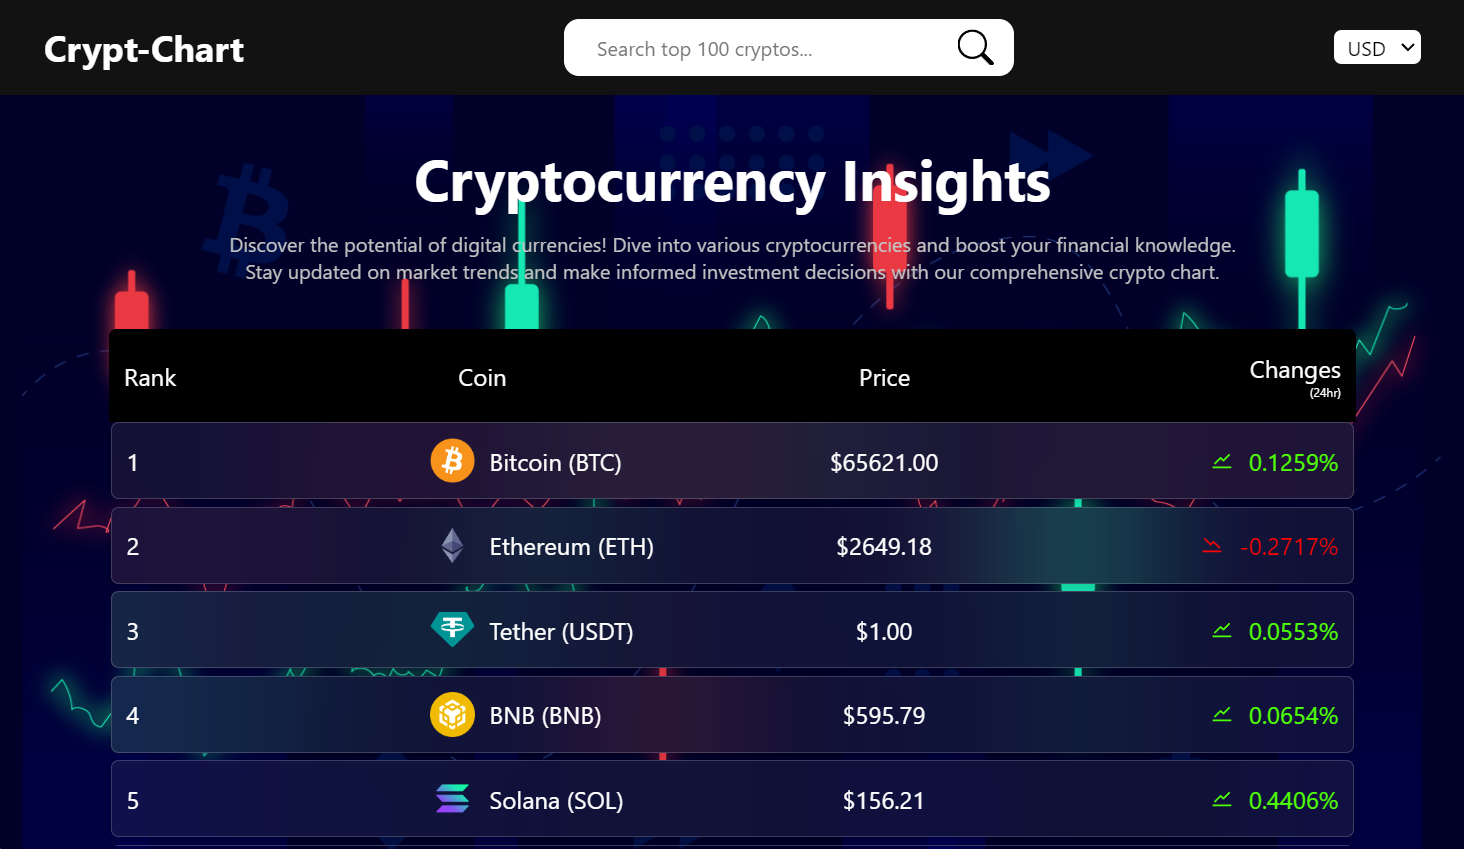 Crypt-Chart
Search top 100 cryptos...
USD
Cryptocurrency Insights
Discover the potential of digital currencies! Dive into various cryptocurrencies and boost your financial knowledge.
Stay updated on market trends and make informed investment decisions with our comprehensive crypto chart.
Rank Coin Price Changes
(24hr)
1 Bitcoin (BTC) $65621.00 0.1259%
2 Ethereum (ETH) $2649.18 -0.2717%
3 Tether (USDT) $1.00 0.0553%
4 BNB (BNB) $595.79 0.0654%
5 Solana (SOL) $156.21 0.4406%